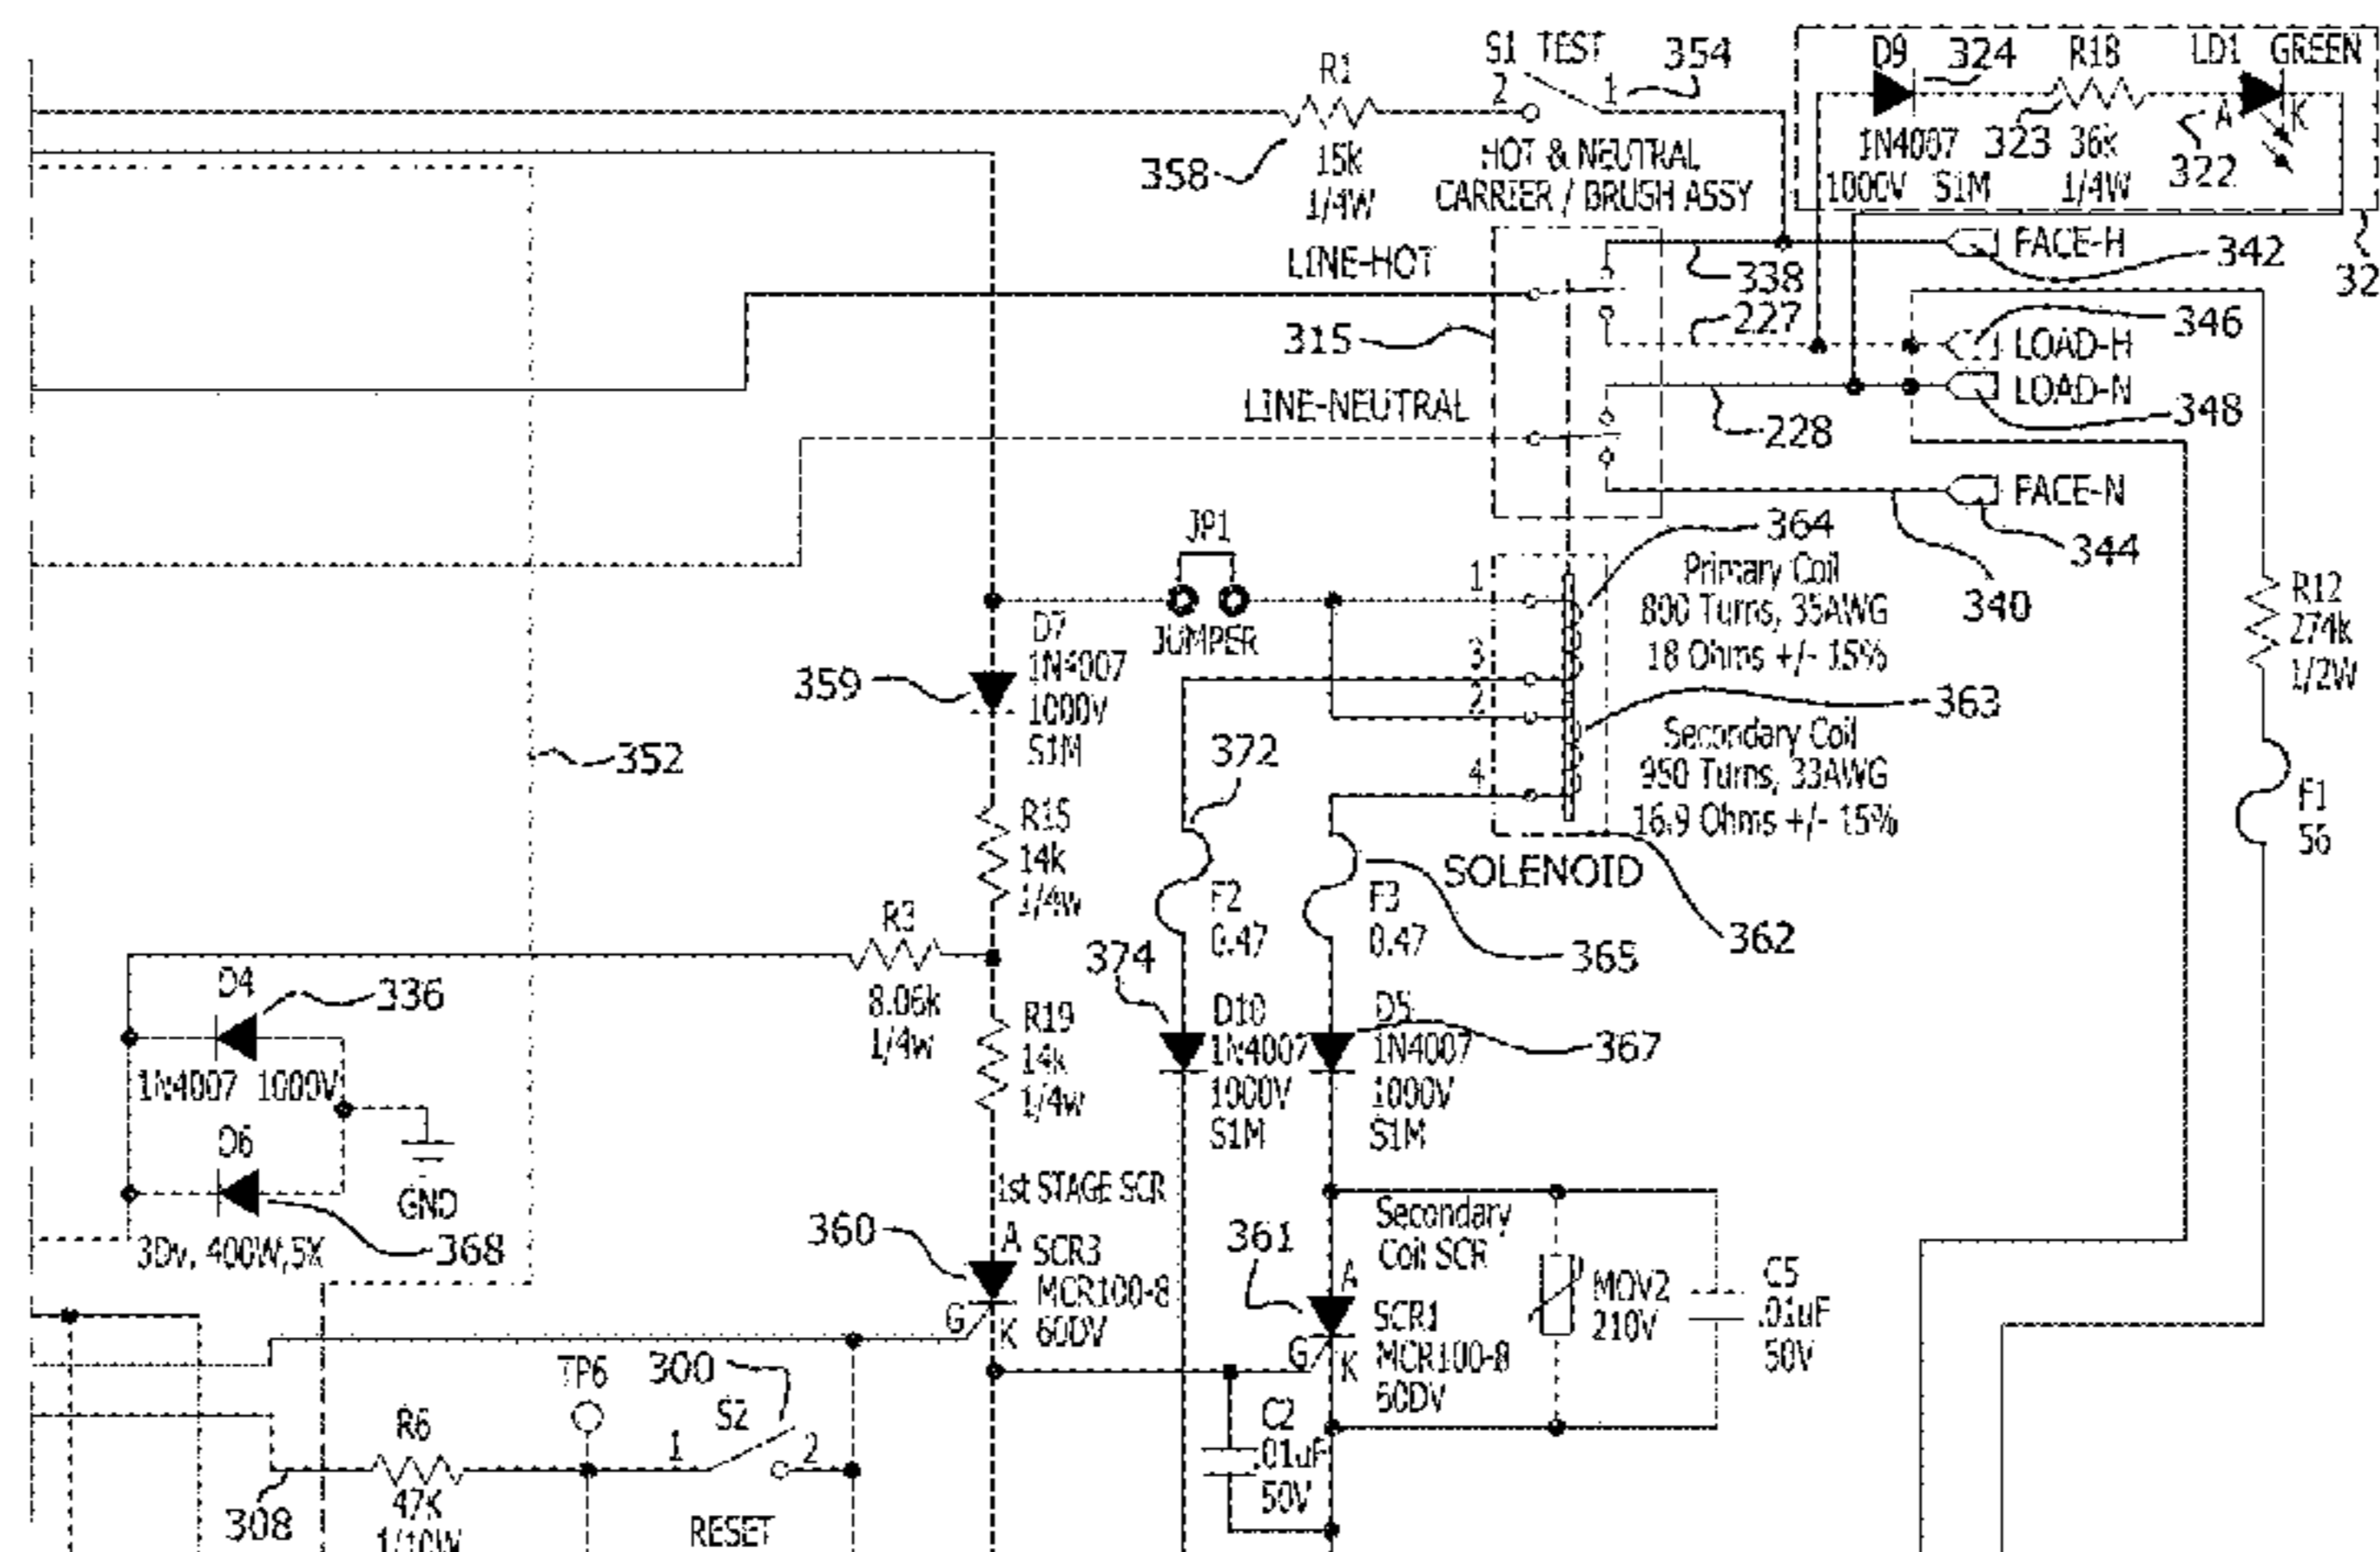 S1 TEST
354
D9
324
R18
LD1 GREEN
R1
2
1
A
K
15k
1/4W
358
HOT & NEUTRAL
CARRIER / BRUSH ASSY
1N4007
323
36k
322
1000V S1M
1/4W
LINE-HOT
338
FACE-H
342
32
315
227
LOAD-H
346
LINE-NEUTRAL
228
LOAD-N
348
FACE-N
344
340
JP1
JUMPER
364
1
Primary Coil
800 Turns, 35AWG
18 Ohms +/- 15%
R12
274k
1/2W
3
2
363
4
Secondary Coil
950 Turns, 33AWG
16.9 Ohms +/- 15%
F1
56
SOLENOID
362
D7
1N4007
1000V
S1M
359
352
372
R15
14k
1/4w
F2
0.47
F3
0.47
365
R3
8.06k
1/4w
374
D4
336
1N4007 1000V
R19
14k
1/4w
D10
1N4007
1000V
S1M
D5
1N4007
1000V
S1M
367
D6
GND
368
1st STAGE SCR
360
A
SCR3
MCR100-8
G
K
361
Secondary
Coil SCR
A
SCR1
MCR100-8
G
K
MOV2
210V
C5
.01uF
50V
TP6
300
S2
1
2
R6
47K
1/10W
308
RESET
C2
.01uF
50V